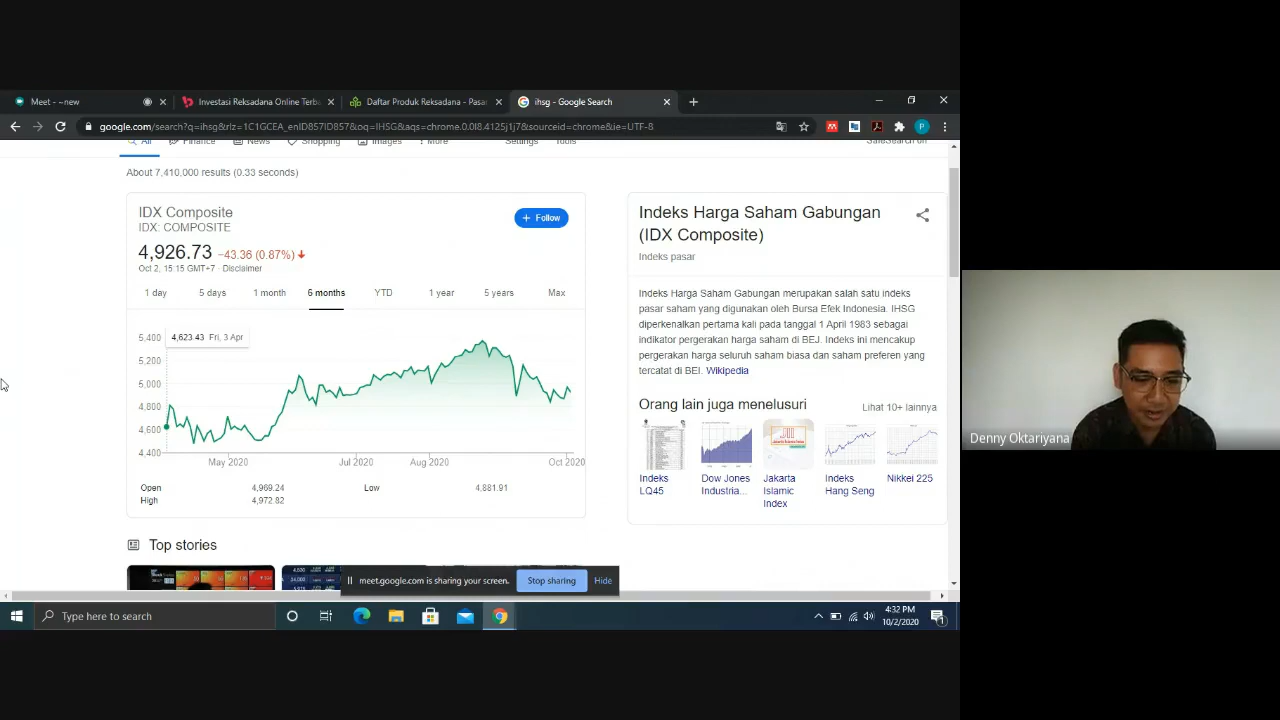 Meet - ~new
Investasi Reksadana Online Terba
Daftar Produk Reksadana - Pasar
ihsg - Google Search
google.com/search?q=ihsg&rlz=1C1GCEA_enID857ID857&oq=IHSG&aqs=chrome.0.0l8.4125j1j7&sourceid=chrome&ie=UTF-8
All
Finance
News
Shopping
Images
More
Settings
Tools
SafeSearch on
About 7,410,000 results (0.33 seconds)
IDX Composite
IDX: COMPOSITE
Follow
4,926.73 −43.36 (0.87%)
Oct 2, 15:15 GMT+7 · Disclaimer
1 day
5 days
1 month
6 months
YTD
1 year
5 years
Max
4,623.43 Fri, 3 Apr
5,400
5,200
5,000
4,800
4,600
4,400
May 2020
Jul 2020
Aug 2020
Oct 2020
Open 4,969.24
High 4,972.82
Low 4,881.91
Top stories
Indeks Harga Saham Gabungan
(IDX Composite)
Indeks pasar
Indeks Harga Saham Gabungan merupakan salah satu indeks
pasar saham yang digunakan oleh Bursa Efek Indonesia. IHSG
diperkenalkan pertama kali pada tanggal 1 April 1983 sebagai
indikator pergerakan harga saham di BEJ. Indeks ini mencakup
pergerakan harga seluruh saham biasa dan saham preferen yang
tercatat di BEI. Wikipedia
Orang lain juga menelusuri
Lihat 10+ lainnya
Indeks
LQ45
Dow Jones
Industria...
Jakarta
Islamic
Index
Indeks
Hang Seng
Nikkei 225
Denny Oktariyana
meet.google.com is sharing your screen.
Stop sharing
Hide
Type here to search
4:32 PM
10/2/2020